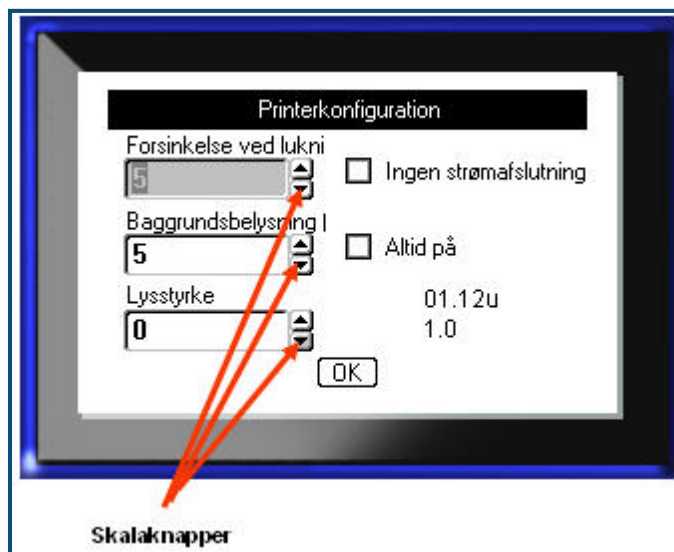 Printerkonfiguration
Forsinkelse ved lukni
5
Ingen strømafslutning
Baggrundsbelysning |
5
Altid på
Lysstyrke
01.12u
0
1.0
OK
Skalaknapper